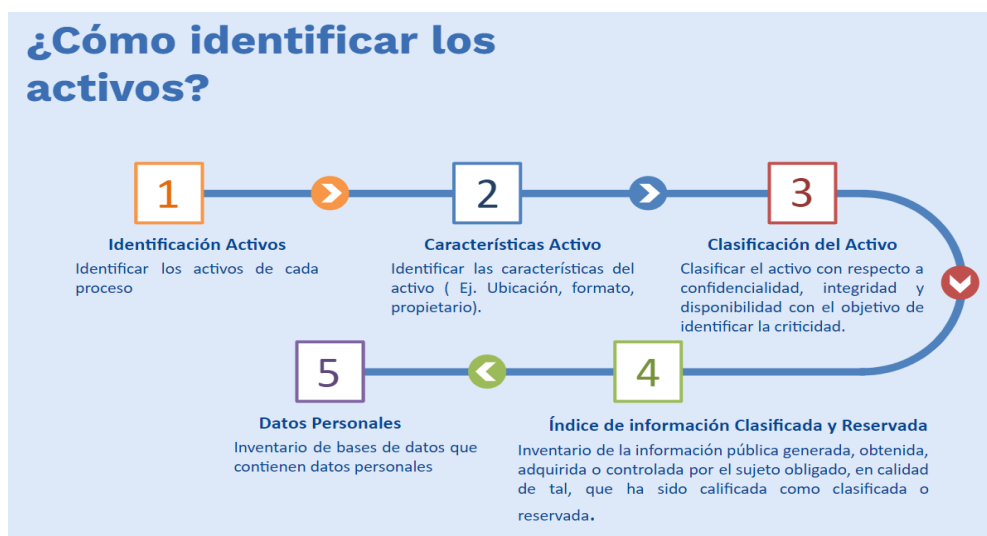 ¿Cómo identificar los
activos?
1
2
3
Identificación Activos
Identificar los activos de cada
proceso
Características Activo
Identificar las características del
activo ( Ej. Ubicación, formato,
propietario).
Clasificación del Activo
Clasificar el activo con respecto a
confidencialidad, integridad y
disponibilidad con el objetivo de
identificar la criticidad.
4
Índice de información Clasificada y Reservada
Inventario de la información pública generada, obtenida,
adquirida o controlada por el sujeto obligado, en calidad
de tal, que ha sido calificada como clasificada o
reservada.
5
Datos Personales
Inventario de bases de datos que
contienen datos personales